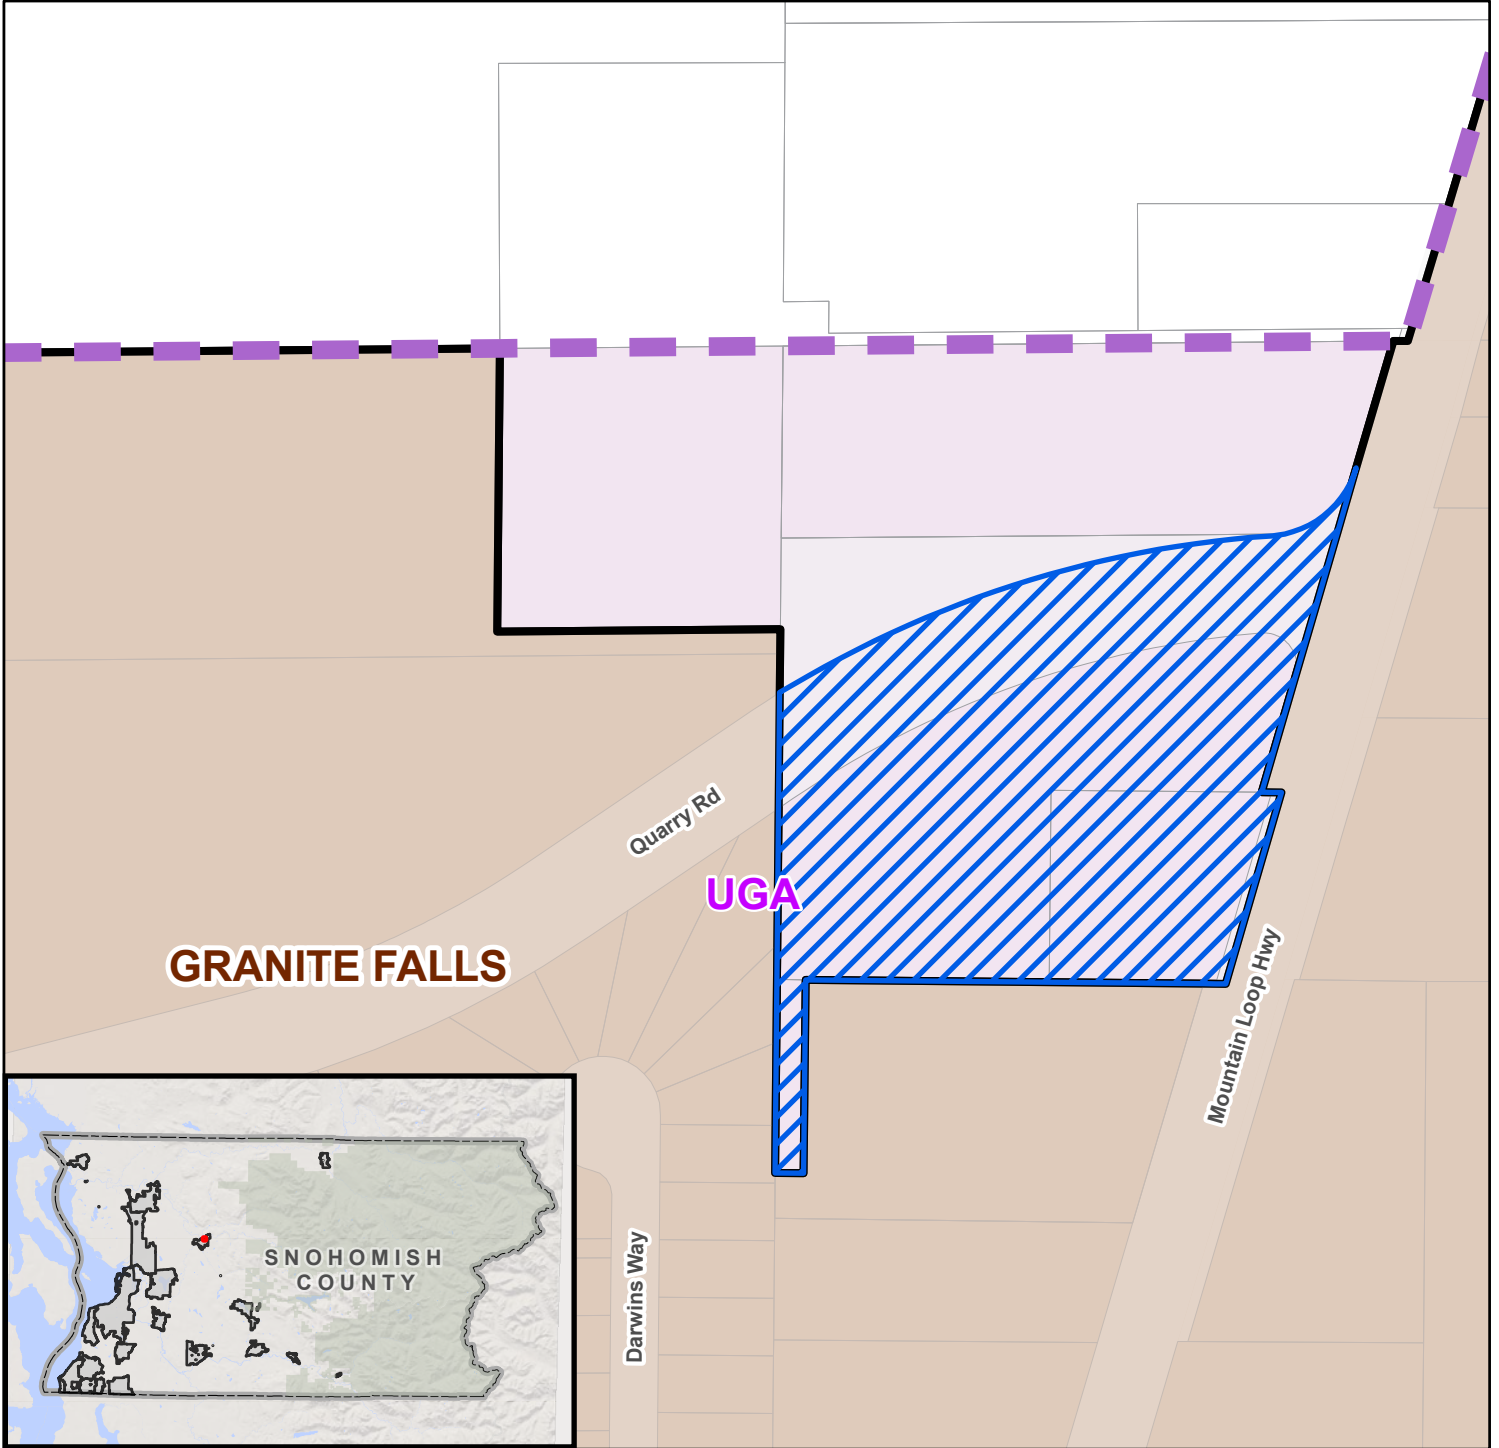 Quarry Rd
UGA
GRANITE FALLS
Mountain Loop Hwy
Darwins Way
SNOHOMISH
COUNTY